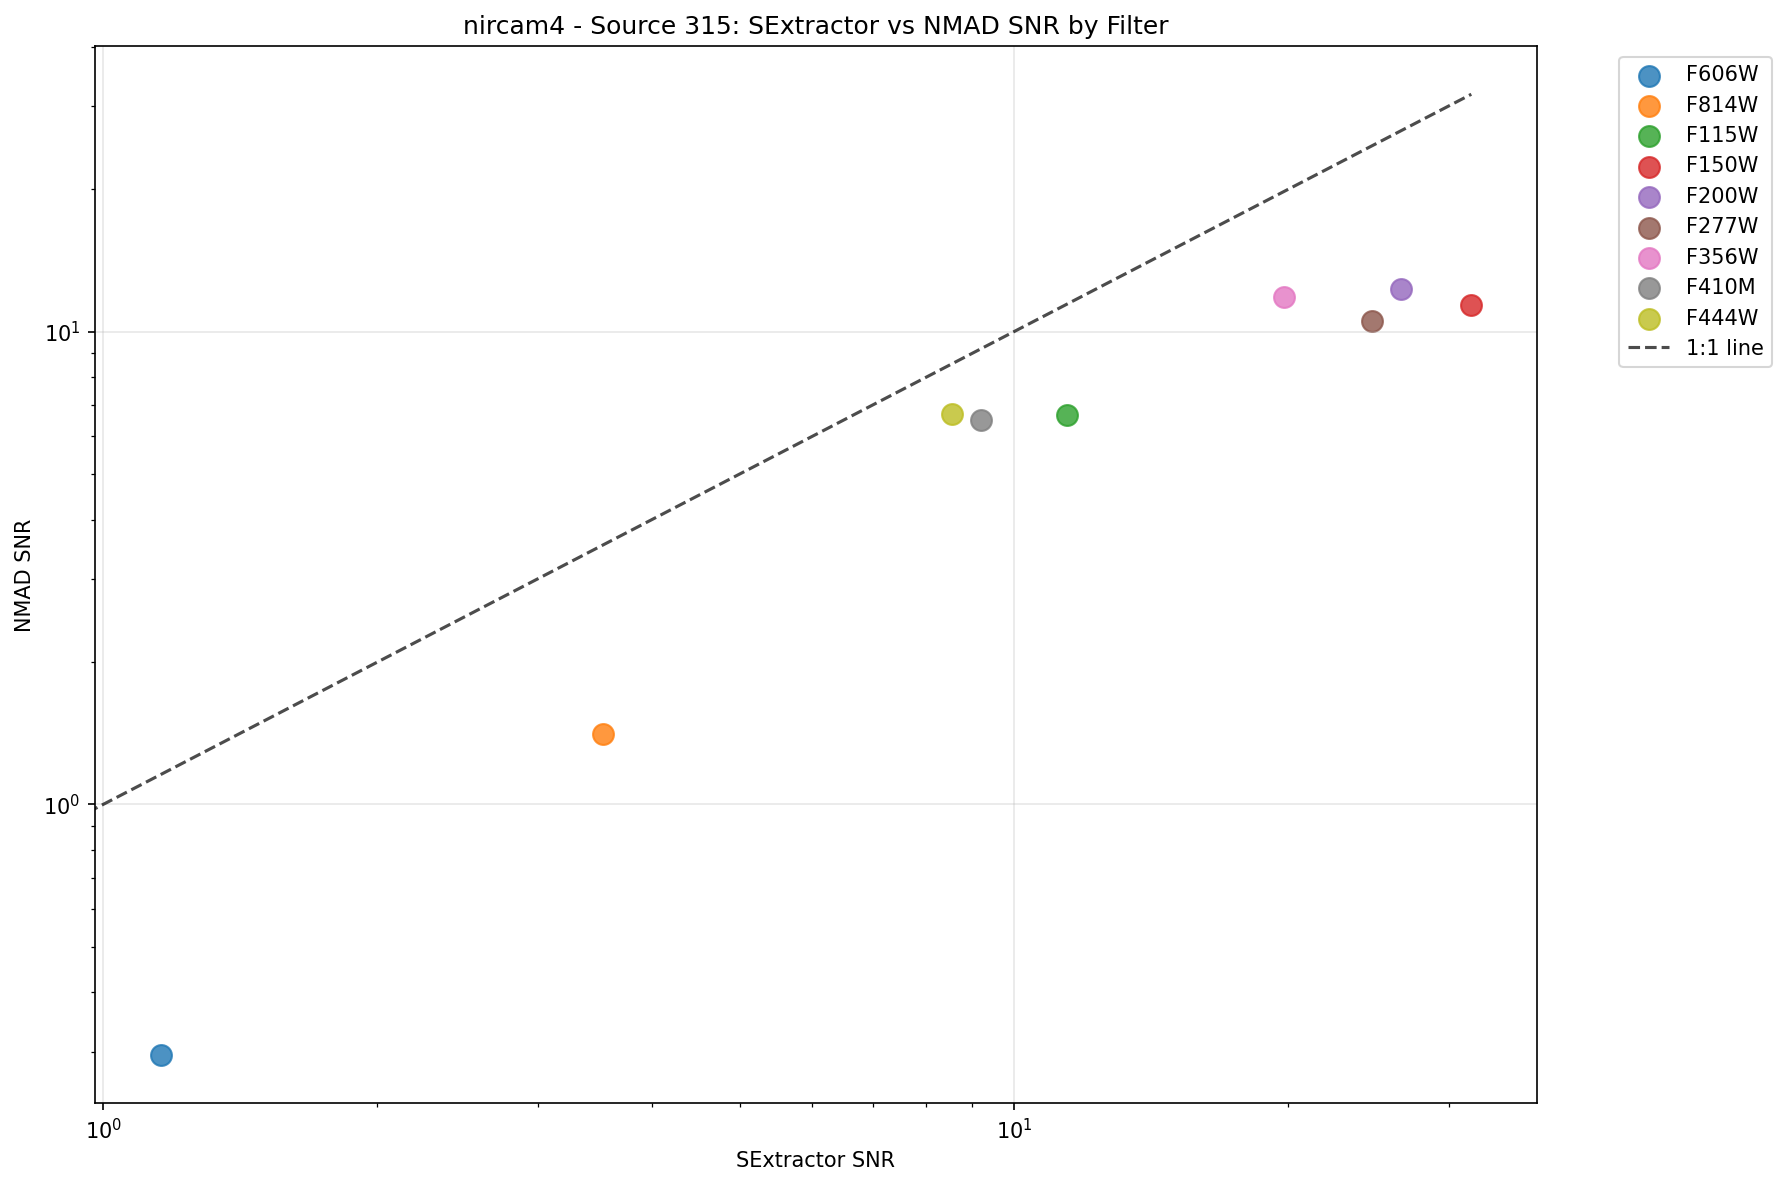 nircam4 - Source 315: SExtractor vs NMAD SNR by Filter
F606W
F814W
F115W
F150W
F200W
F277W
F356W
F410M
F444W
1:1 line
NMAD SNR
10¹
10⁰
10⁰
10¹
SExtractor SNR